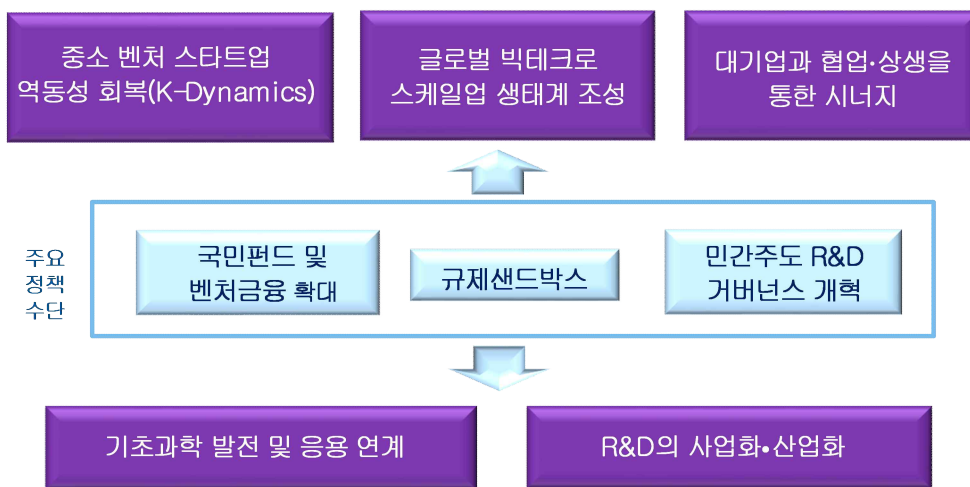 중소 벤처 스타트업
역동성 회복(K-Dynamics)
글로벌 빅테크로
스케일업 생태계 조성
대기업과 협업·상생을
통한 시너지
주요
정책
수단
국민펀드 및
벤처금융 확대
규제샌드박스
민간주도 R&D
거버넌스 개혁
기초과학 발전 및 응용 연계
R&D의 사업화•산업화